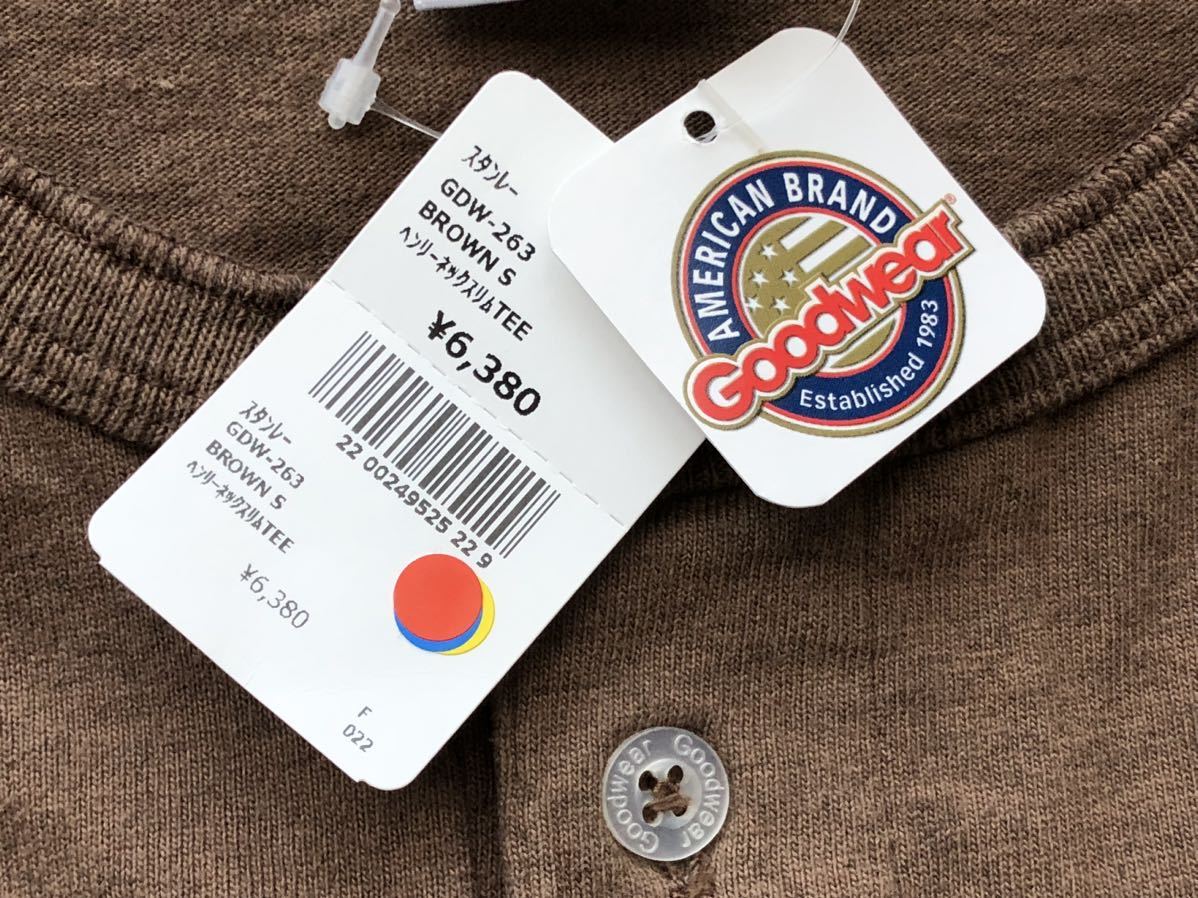 ｽﾀﾝﾚｰ
GDW-263
BROWN S
ﾍﾝﾘｰﾈｯｸｽﾘﾑTEE
¥6,380
22 00249525 22 9
ｽﾀﾝﾚｰ
GDW-263
BROWN S
ﾍﾝﾘｰﾈｯｸｽﾘﾑTEE
¥6,380
F
022
AMERICAN BRAND
Goodwear®
Established 1983
Goodwear Goodwear